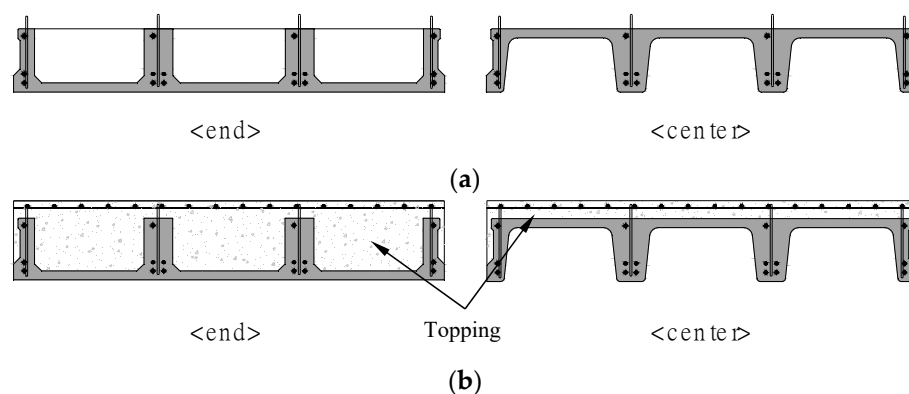 <end>
<center>
(a)
<end>
Topping
<center>
(b)